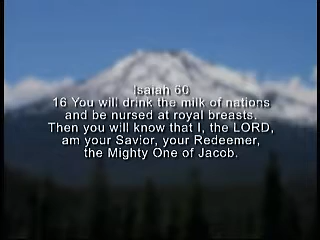 Isaiah 60
16 You will drink the milk of nations
and be nursed at royal breasts.
Then you will know that I, the LORD,
am your Savior, your Redeemer,
the Mighty One of Jacob.